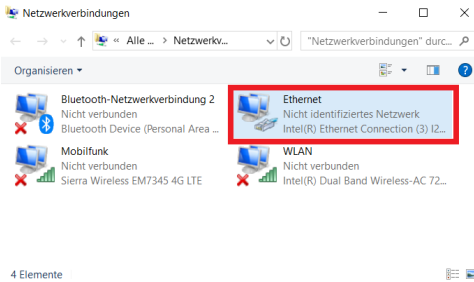 Netzwerkverbindungen
« Alle ... > Netzwerkv... "Netzwerkverbindungen" durc...
Organisieren
Bluetooth-Netzwerkverbindung 2
Nicht verbunden
Bluetooth Device (Personal Area ...
Ethernet
Nicht identifiziertes Netzwerk
Intel(R) Ethernet Connection (3) I2...
Mobilfunk
Nicht verbunden
Sierra Wireless EM7345 4G LTE
WLAN
Nicht verbunden
Intel(R) Dual Band Wireless-AC 72...
4 Elemente